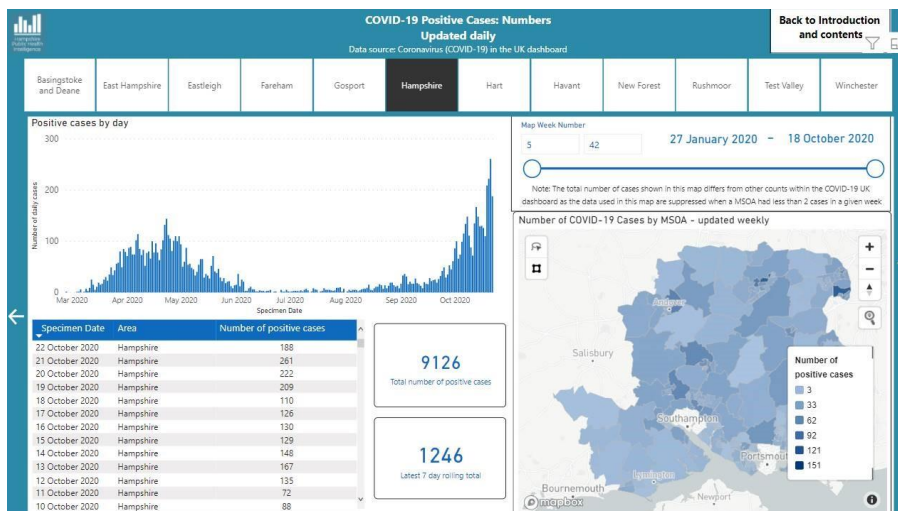 Hampshire
Public Health
Intelligence
COVID-19 Positive Cases: Numbers
Updated daily
Data source: Coronavirus (COVID-19) in the UK dashboard
Back to Introduction
and contents
Basingstoke
and Deane
East Hampshire
Eastleigh
Fareham
Gosport
Hampshire
Hart
Havant
New Forest
Rushmoor
Test Valley
Winchester
Positive cases by day
300
200
100
0
Number of daily cases
Mar 2020 Apr 2020 May 2020 Jun 2020 Jul 2020 Aug 2020 Sep 2020 Oct 2020
Specimen Date
Specimen Date Area Number of positive cases
22 October 2020 Hampshire 188
21 October 2020 Hampshire 261
20 October 2020 Hampshire 222
19 October 2020 Hampshire 209
18 October 2020 Hampshire 110
17 October 2020 Hampshire 126
16 October 2020 Hampshire 130
15 October 2020 Hampshire 129
14 October 2020 Hampshire 148
13 October 2020 Hampshire 167
12 October 2020 Hampshire 135
11 October 2020 Hampshire 72
10 October 2020 Hampshire 88
9126
Total number of positive cases
1246
Latest 7 day rolling total
Map Week Number
5 42
27 January 2020 - 18 October 2020
Note: The total number of cases shown in this map differs from other counts within the COVID-19 UK
dashboard as the data used in this map are suppressed when a MSOA had less than 2 cases in a given week
Number of COVID-19 Cases by MSOA - updated weekly
Andover
Salisbury
Southampton
Portsmout
Lymington
Bournemouth
Newport
mapbox
Number of
positive cases
3
33
62
92
121
151